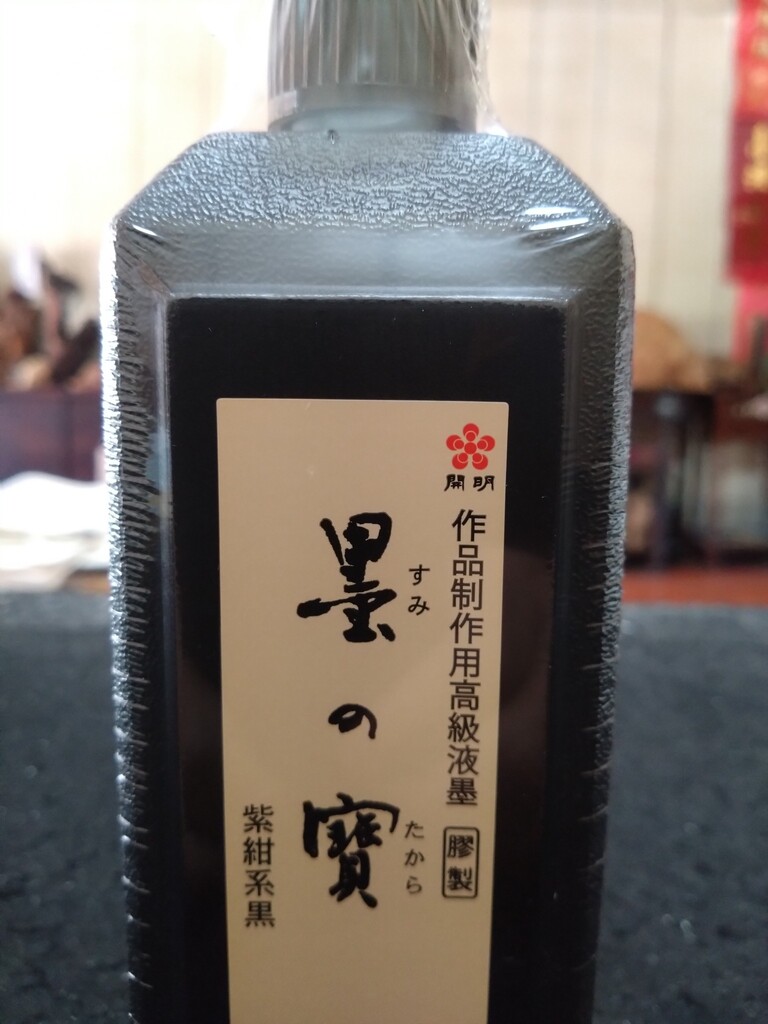 開明
作品制作用高級液墨
膠製
すみ
たから
墨の寶
紫紺系黒